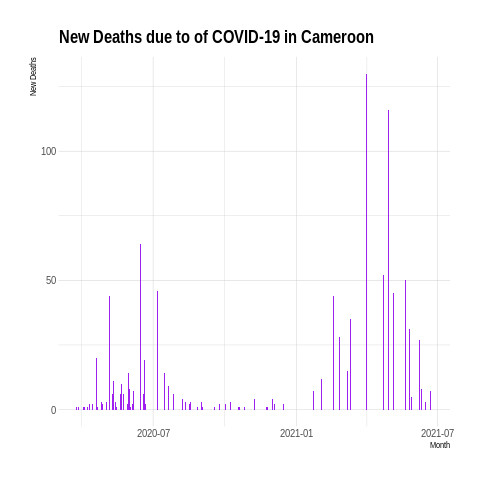 New Deaths due to of COVID-19 in Cameroon
New Deaths
100
50
0
2020-07
2021-01
2021-07
Month